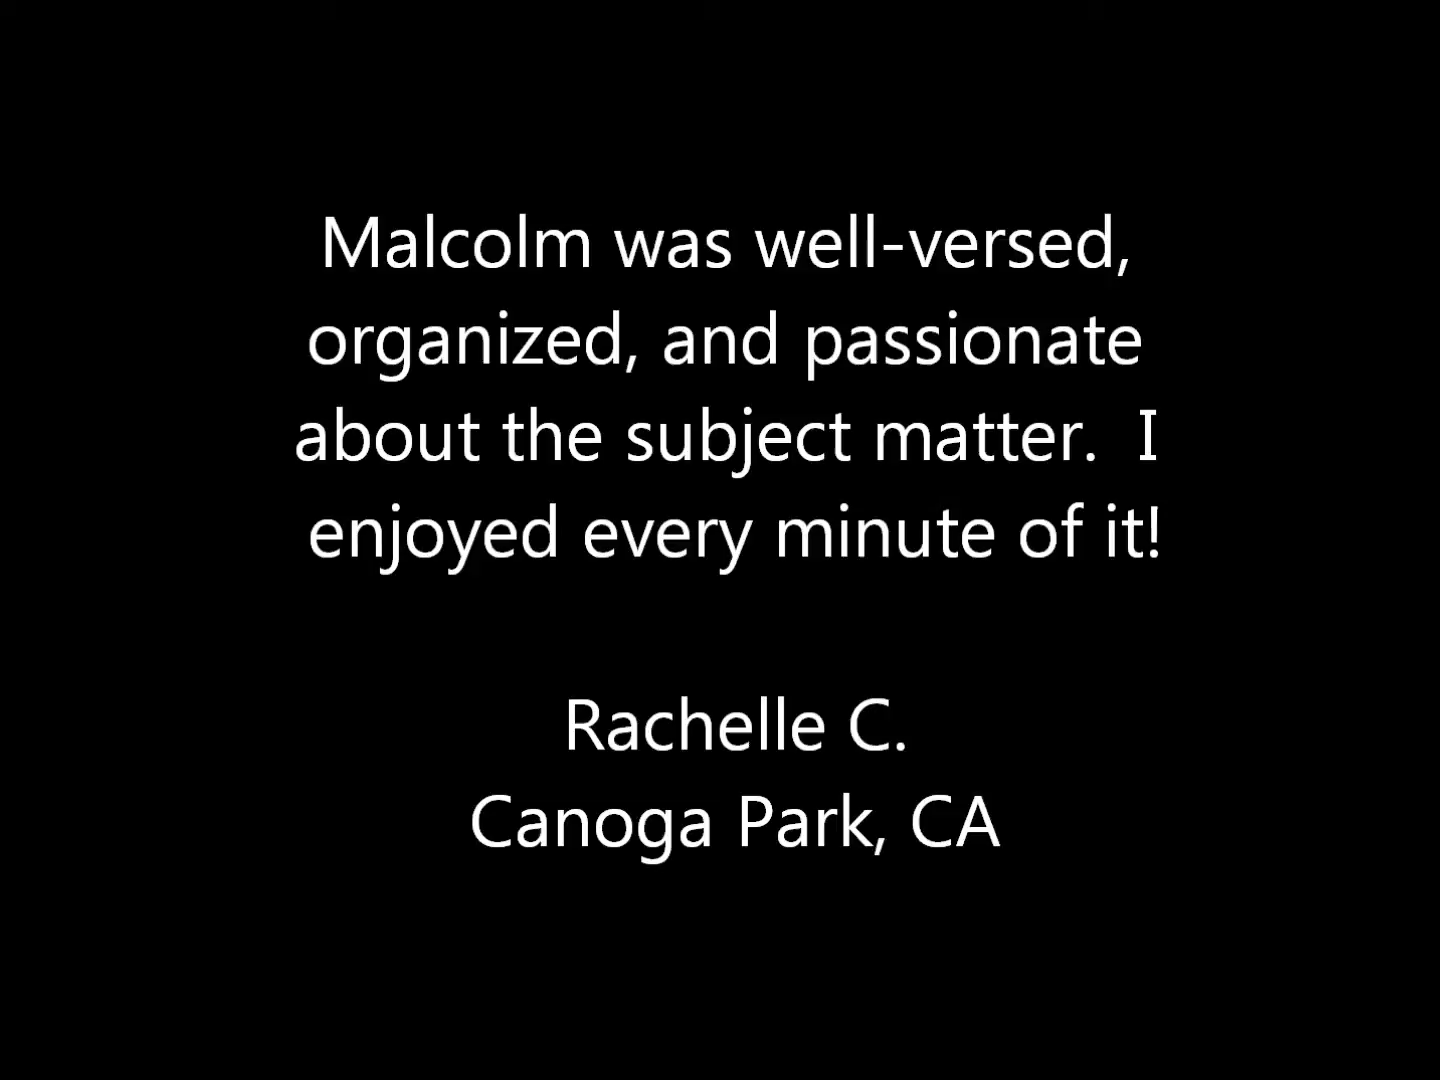 Malcolm was well-versed,
organized, and passionate
about the subject matter.  I
enjoyed every minute of it!
Rachelle C.
Canoga Park, CA